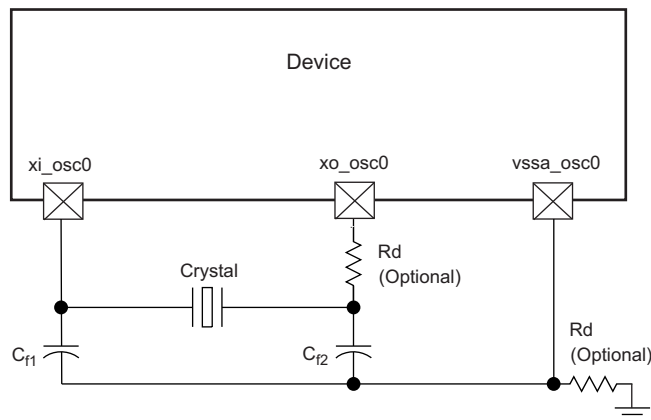 Device
xi_osc0
xo_osc0
vssa_osc0
Rd
(Optional)
Crystal
Rd
(Optional)
Cf1
Cf2